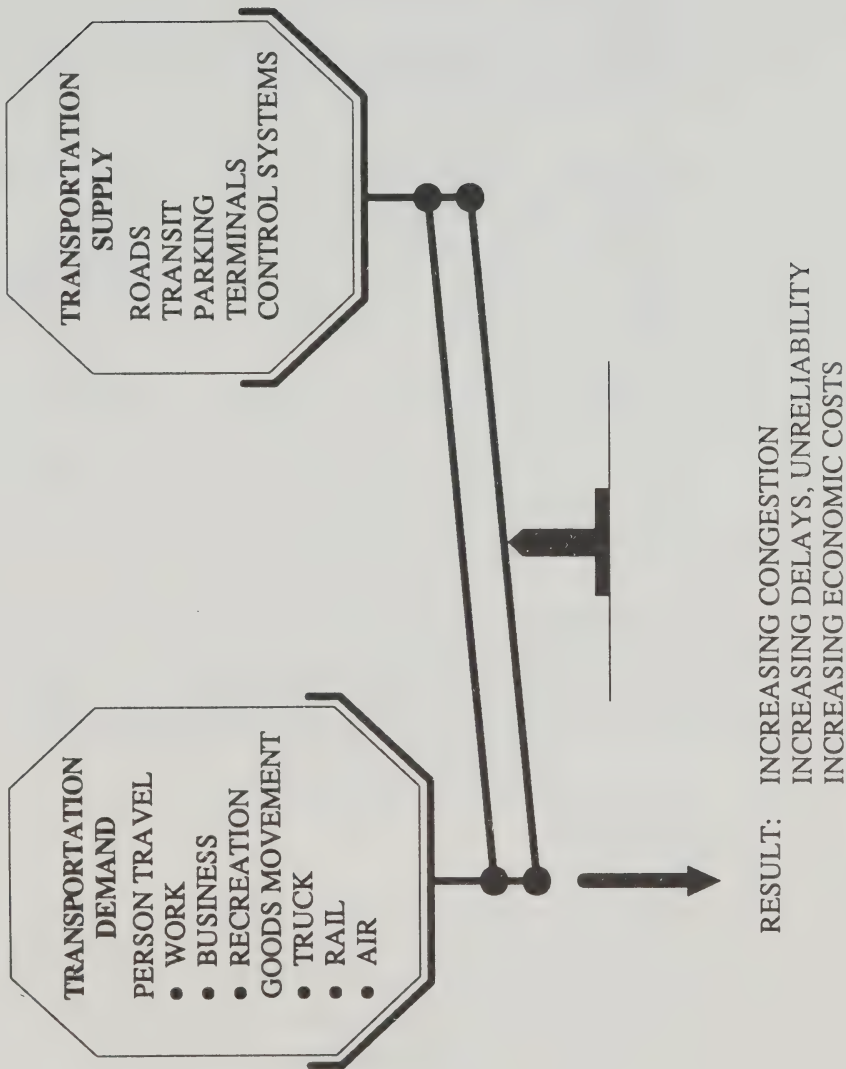 TRANSPORTATION
DEMAND
PERSON TRAVEL
• WORK
• BUSINESS
• RECREATION
GOODS MOVEMENT
• TRUCK
• RAIL
• AIR
TRANSPORTATION
SUPPLY
ROADS
TRANSIT
PARKING
TERMINALS
CONTROL SYSTEMS
RESULT: INCREASING CONGESTION
INCREASING DELAYS, UNRELIABILITY
INCREASING ECONOMIC COSTS